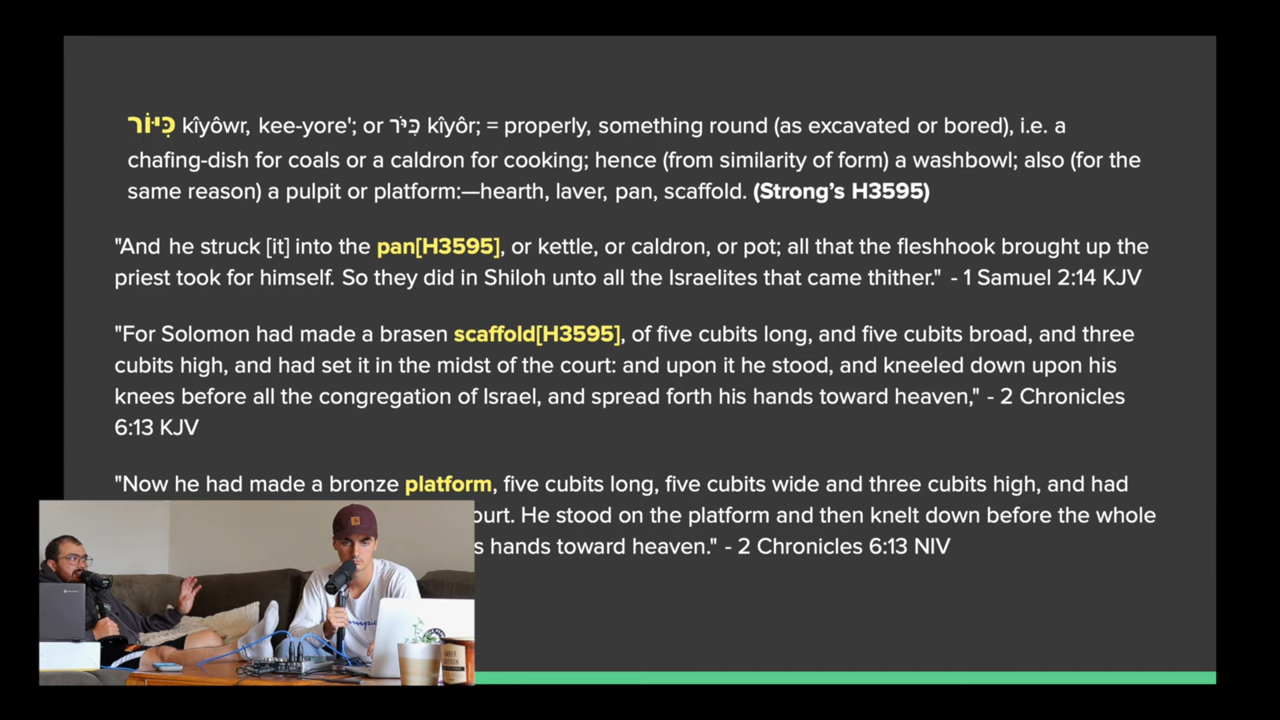 כִּיּוֹר kîyôwr, kee-yore'; or כִּיֹּר kîyôr; = properly, something round (as excavated or bored), i.e. a
chafing-dish for coals or a caldron for cooking; hence (from similarity of form) a washbowl; also (for the
same reason) a pulpit or platform:—hearth, laver, pan, scaffold. (Strong’s H3595)
"And he struck [it] into the pan[H3595], or kettle, or caldron, or pot; all that the fleshhook brought up the
priest took for himself. So they did in Shiloh unto all the Israelites that came thither." - 1 Samuel 2:14 KJV
"For Solomon had made a brasen scaffold[H3595], of five cubits long, and five cubits broad, and three
cubits high, and had set it in the midst of the court: and upon it he stood, and kneeled down upon his
knees before all the congregation of Israel, and spread forth his hands toward heaven," - 2 Chronicles
6:13 KJV
"Now he had made a bronze platform, five cubits long, five cubits wide and three cubits high, and had
ourt. He stood on the platform and then knelt down before the whole
s hands toward heaven." - 2 Chronicles 6:13 NIV